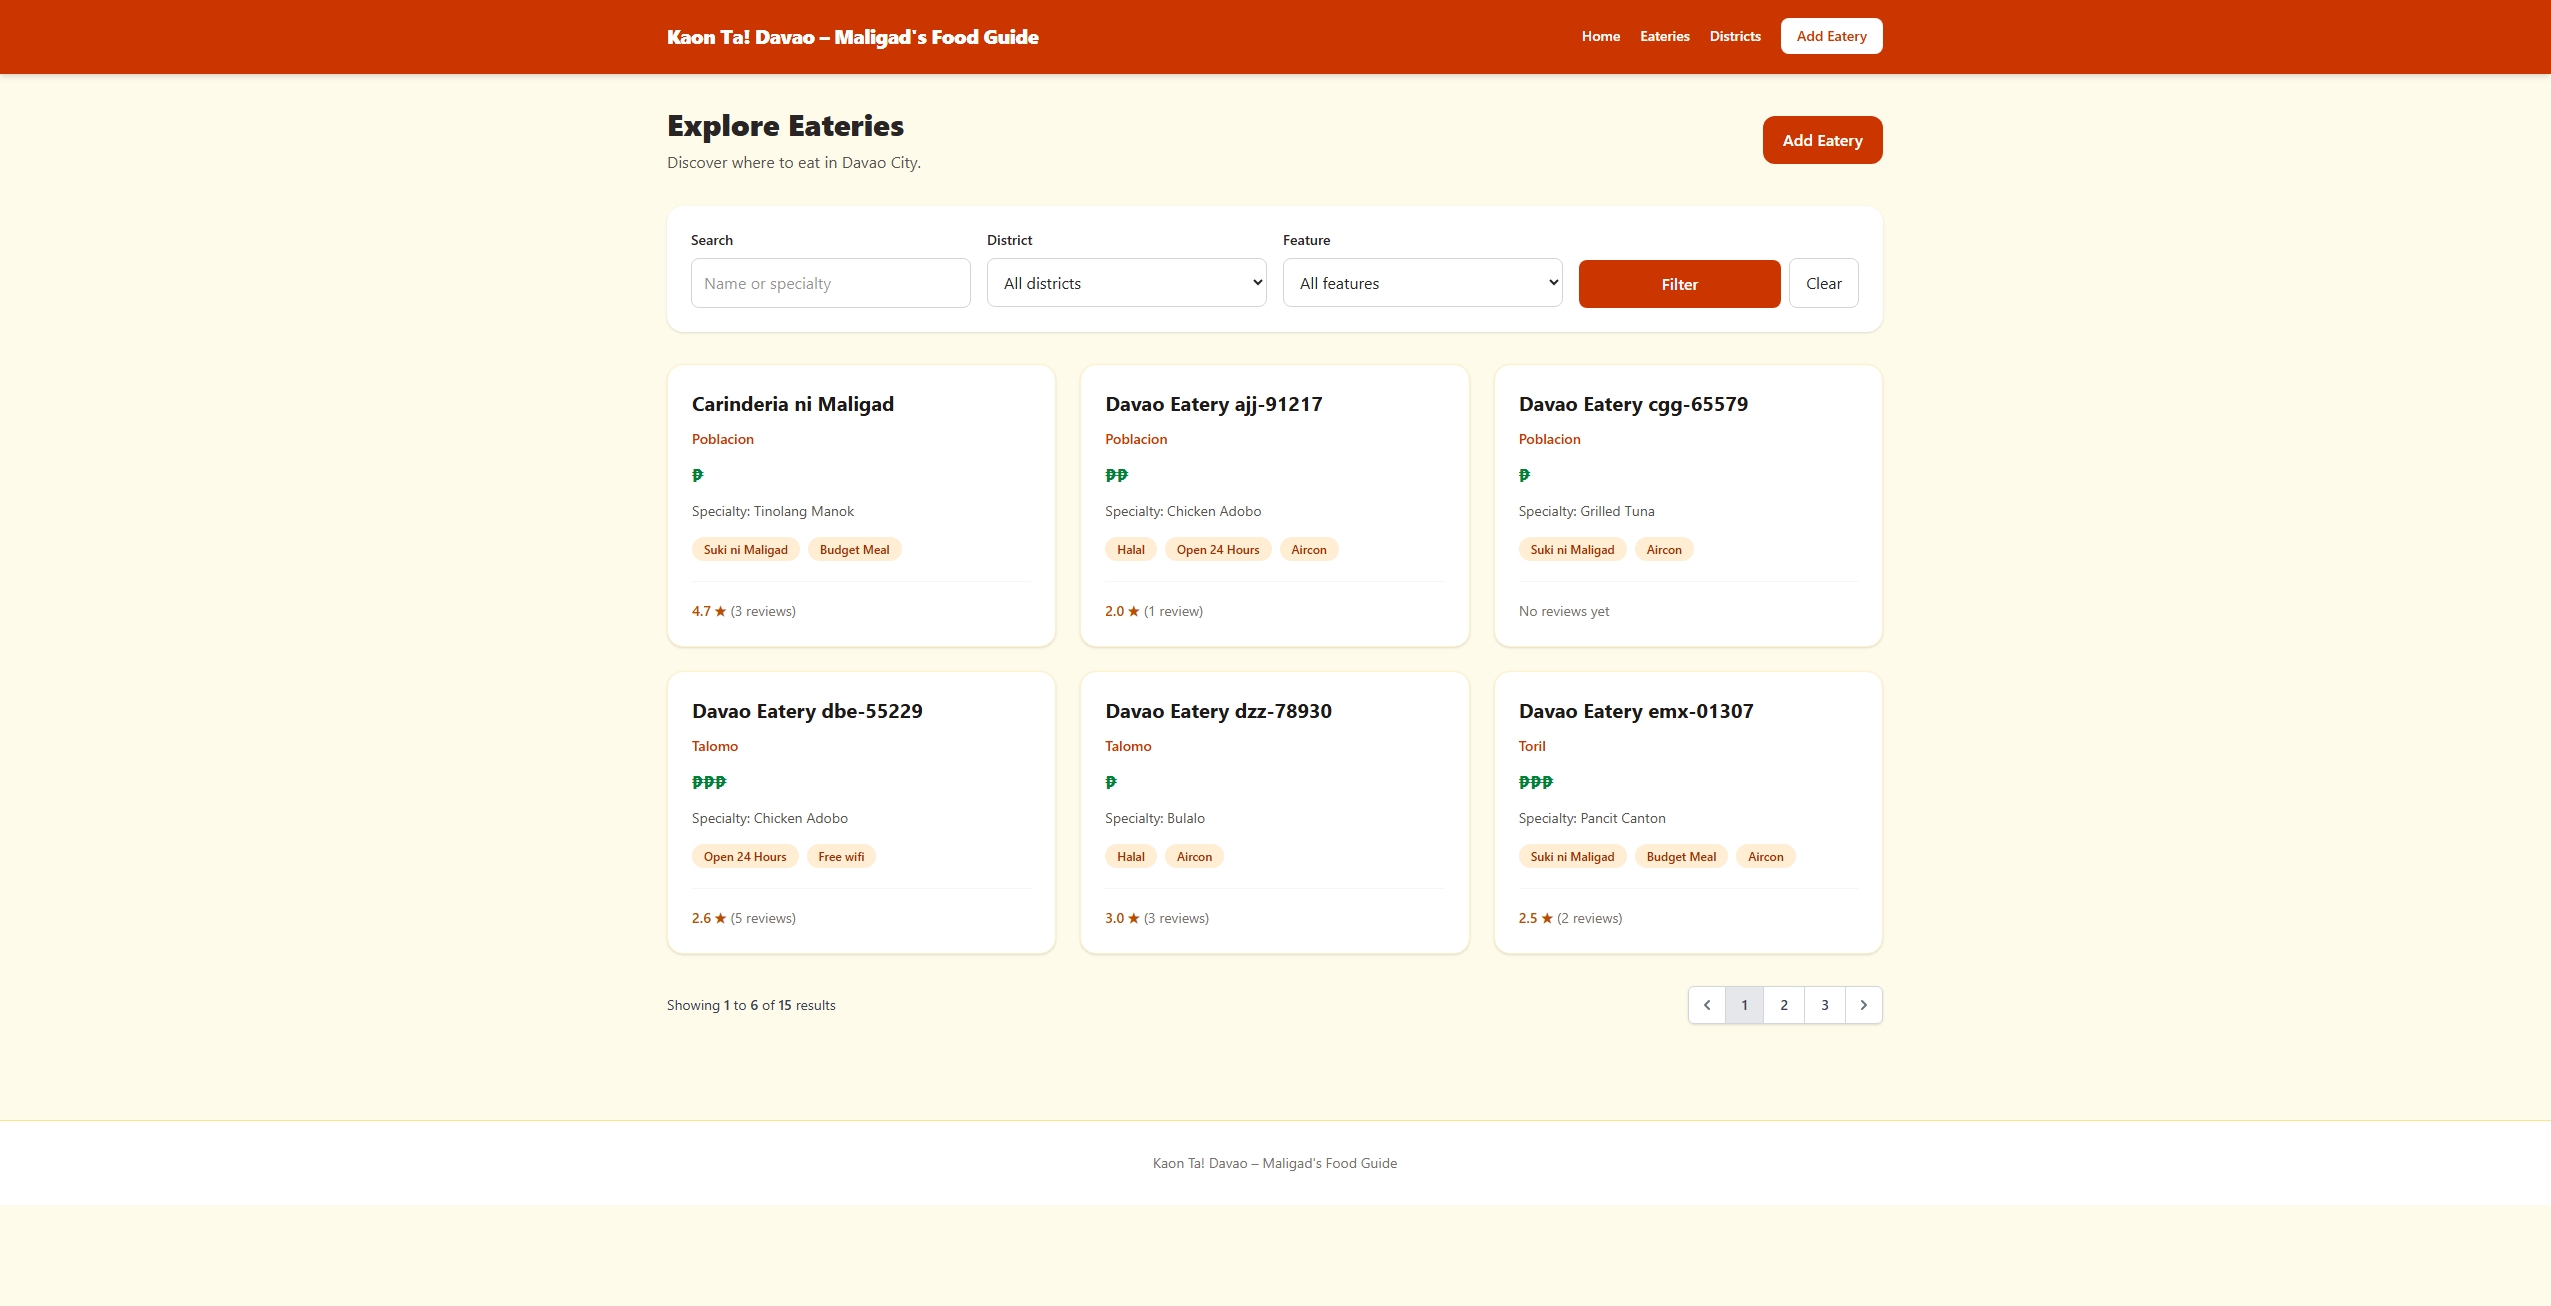 Kaon Ta! Davao – Maligad's Food Guide
Home Eateries Districts Add Eatery
Explore Eateries
Discover where to eat in Davao City.
Add Eatery
Search
Name or specialty
District
All districts
Feature
All features
Filter
Clear
Carinderia ni Maligad
Poblacion
₱
Specialty: Tinolang Manok
Suki ni Maligad Budget Meal
4.7 ★ (3 reviews)
Davao Eatery ajj-91217
Poblacion
₱₱
Specialty: Chicken Adobo
Halal Open 24 Hours Aircon
2.0 ★ (1 review)
Davao Eatery cgg-65579
Poblacion
₱
Specialty: Grilled Tuna
Suki ni Maligad Aircon
No reviews yet
Davao Eatery dbe-55229
Talomo
₱₱₱
Specialty: Chicken Adobo
Open 24 Hours Free wifi
2.6 ★ (5 reviews)
Davao Eatery dzz-78930
Talomo
₱
Specialty: Bulalo
Halal Aircon
3.0 ★ (3 reviews)
Davao Eatery emx-01307
Toril
₱₱₱
Specialty: Pancit Canton
Suki ni Maligad Budget Meal Aircon
2.5 ★ (2 reviews)
Showing 1 to 6 of 15 results
1 2 3
Kaon Ta! Davao – Maligad's Food Guide